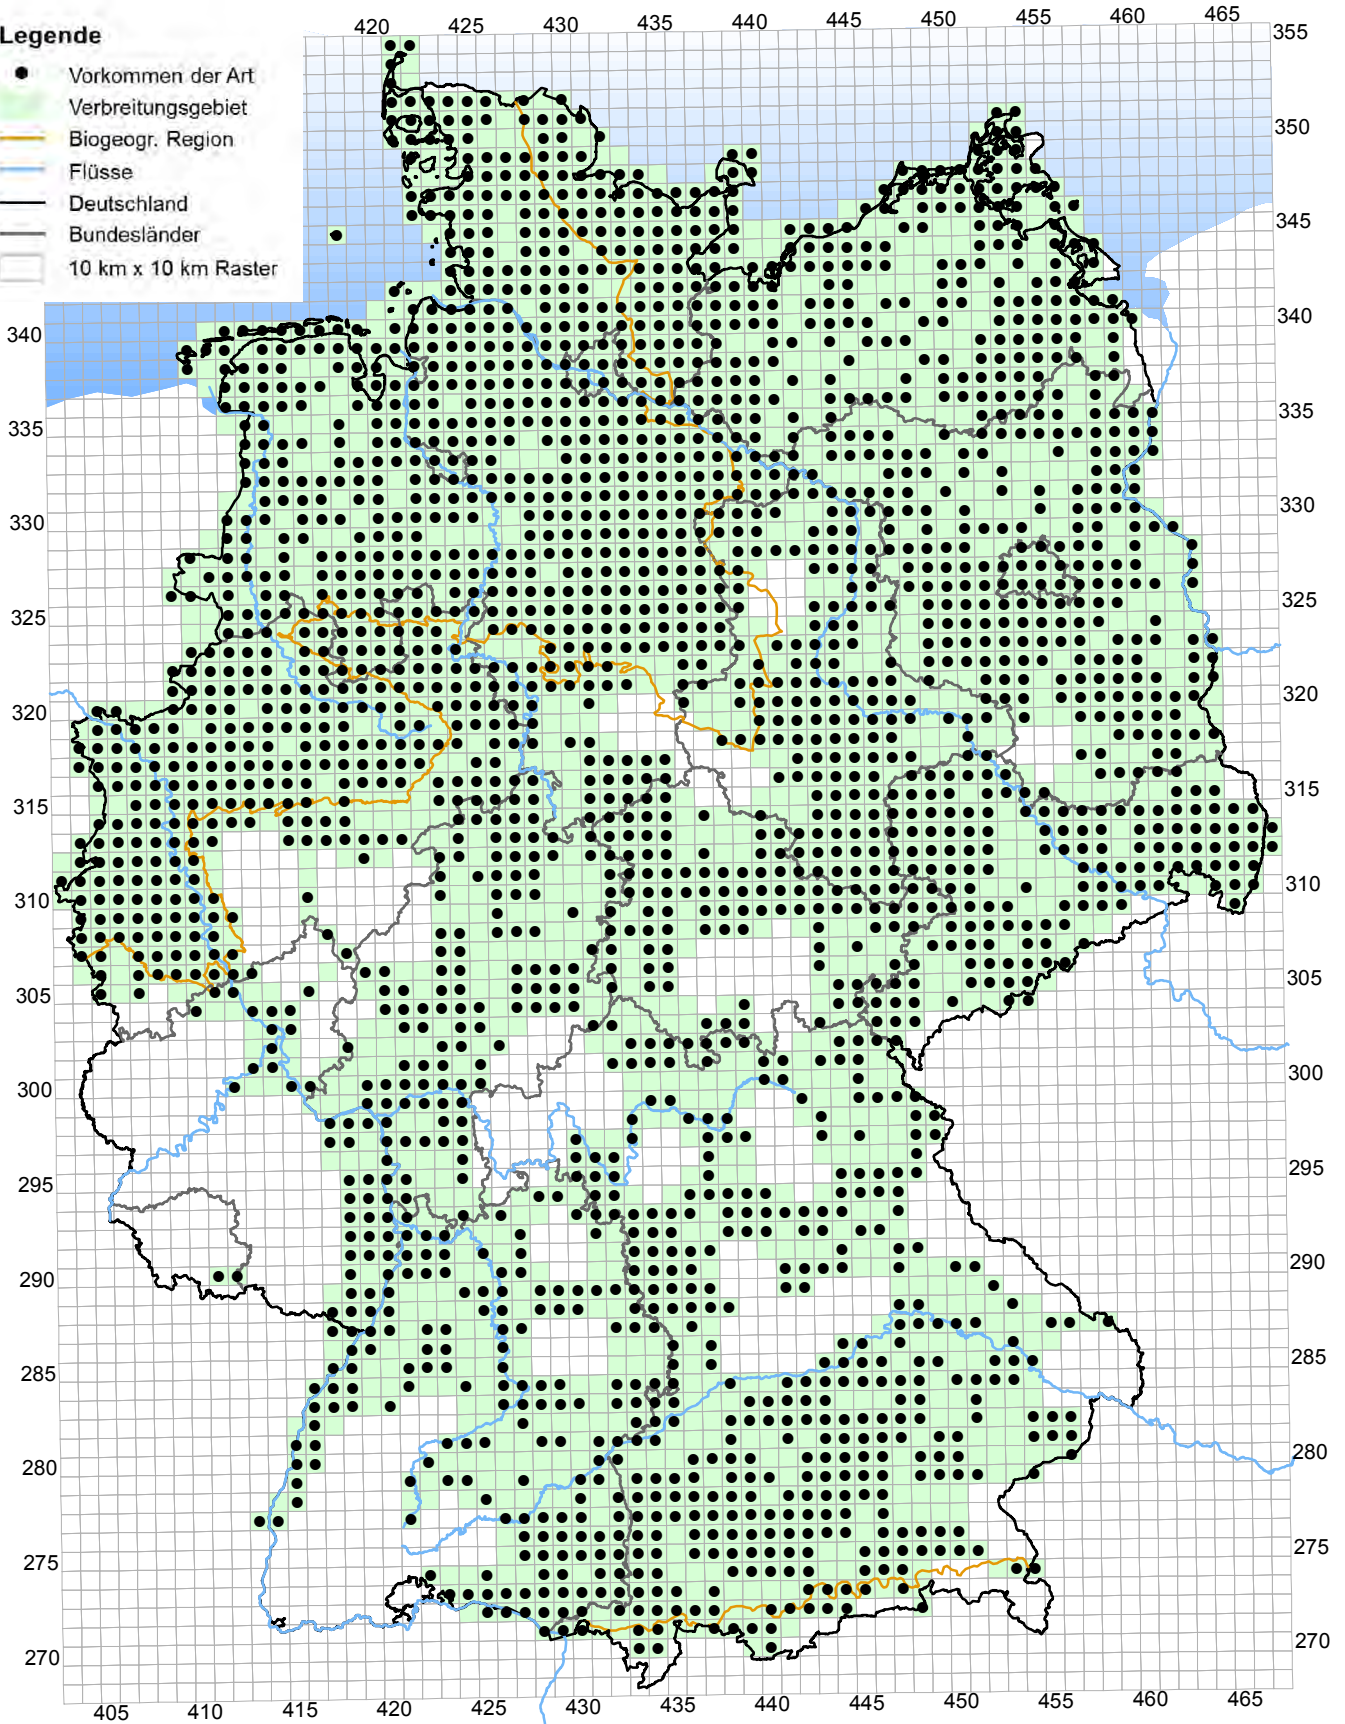 420 425 430 435 440 445 450 455 460 465
355
Legende
Vorkommen der Art
Verbreitungsgebiet
Biogeogr. Region
Flüsse
Deutschland
Bundesländer
10 km x 10 km Raster
350
345
340 340
335 335
330 330
325 325
320 320
315 315
310 310
305 305
300 300
295 295
290 290
285 285
280 280
275 275
270 270
405 410 415 420 425 430 435 440 445 450 455 460 465